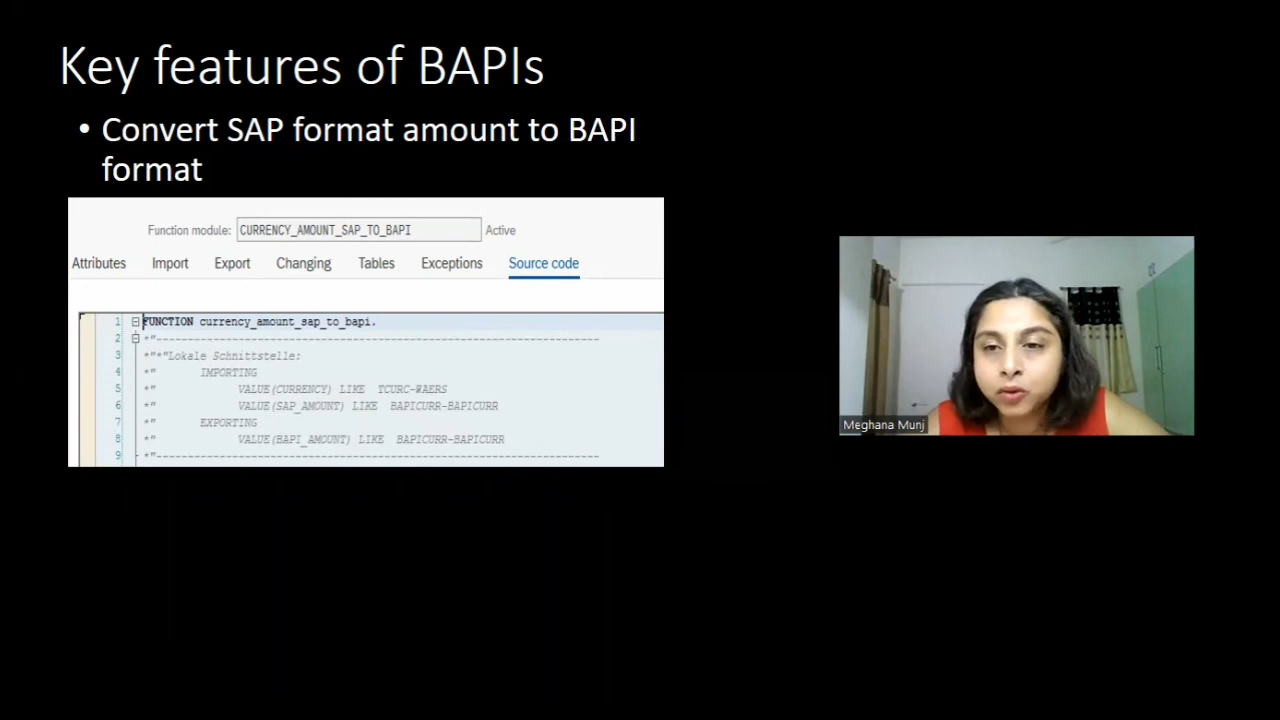 Key features of BAPIs
• Convert SAP format amount to BAPI
format
Function module: CURRENCY_AMOUNT_SAP_TO_BAPI Active
Attributes Import Export Changing Tables Exceptions Source code
1 FUNCTION currency_amount_sap_to_bapi.
2 *"----------------------------------------------------------------------
3 *"*"Lokale Schnittstelle:
4 *" IMPORTING
5 *" VALUE(CURRENCY) LIKE TCURC-WAERS
6 *" VALUE(SAP_AMOUNT) LIKE BAPICURR-BAPICURR
7 *" EXPORTING
8 *" VALUE(BAPI_AMOUNT) LIKE BAPICURR-BAPICURR
9 *"----------------------------------------------------------------------
Meghana Munj